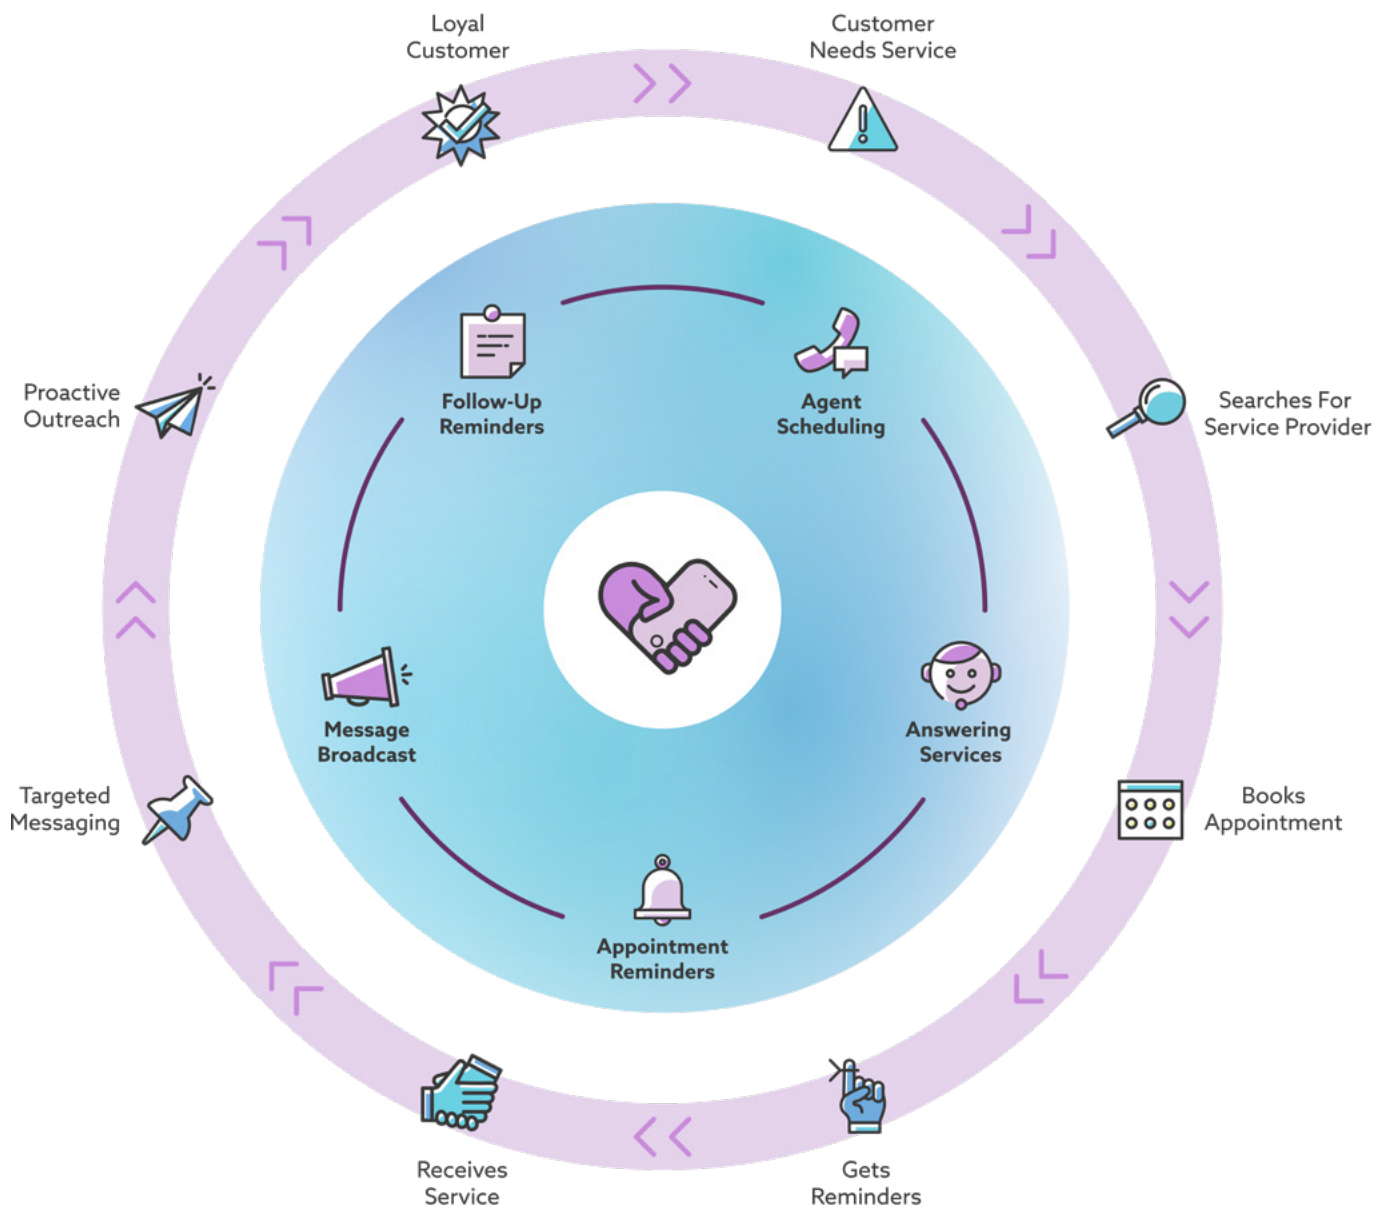 Loyal
Customer
Customer
Needs Service
Searches For
Service Provider
Books
Appointment
Gets
Reminders
Receives
Service
Targeted
Messaging
Proactive
Outreach
Follow-Up
Reminders
Agent
Scheduling
Answering
Services
Appointment
Reminders
Message
Broadcast